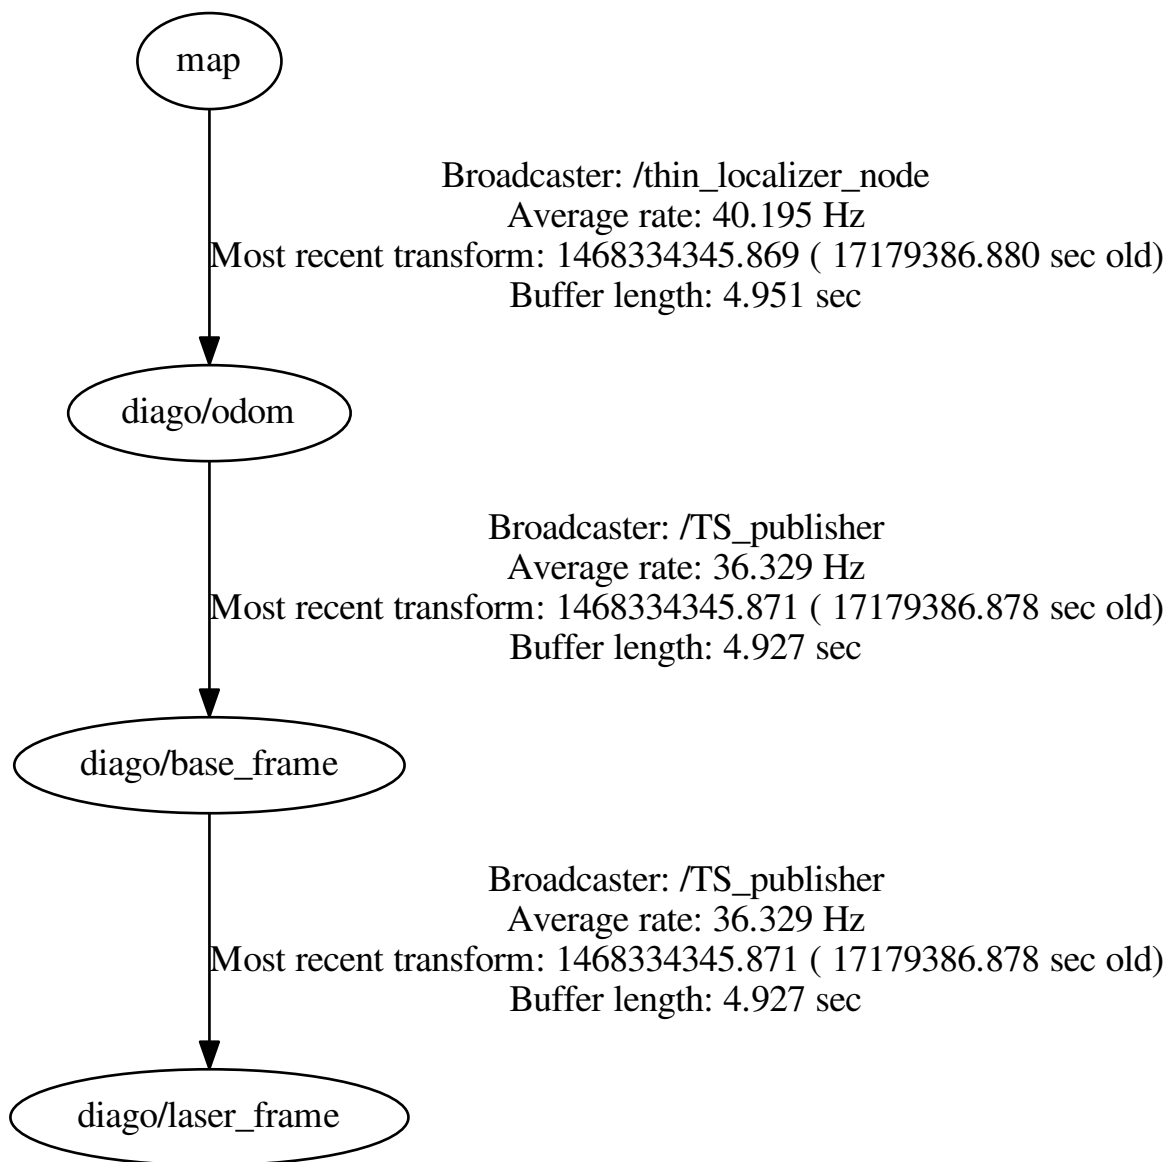 map
Broadcaster: /thin_localizer_node
Average rate: 40.195 Hz
Most recent transform: 1468334345.869 ( 17179386.880 sec old)
Buffer length: 4.951 sec
diago/odom
Broadcaster: /TS_publisher
Average rate: 36.329 Hz
Most recent transform: 1468334345.871 ( 17179386.878 sec old)
Buffer length: 4.927 sec
diago/base_frame
Broadcaster: /TS_publisher
Average rate: 36.329 Hz
Most recent transform: 1468334345.871 ( 17179386.878 sec old)
Buffer length: 4.927 sec
diago/laser_frame